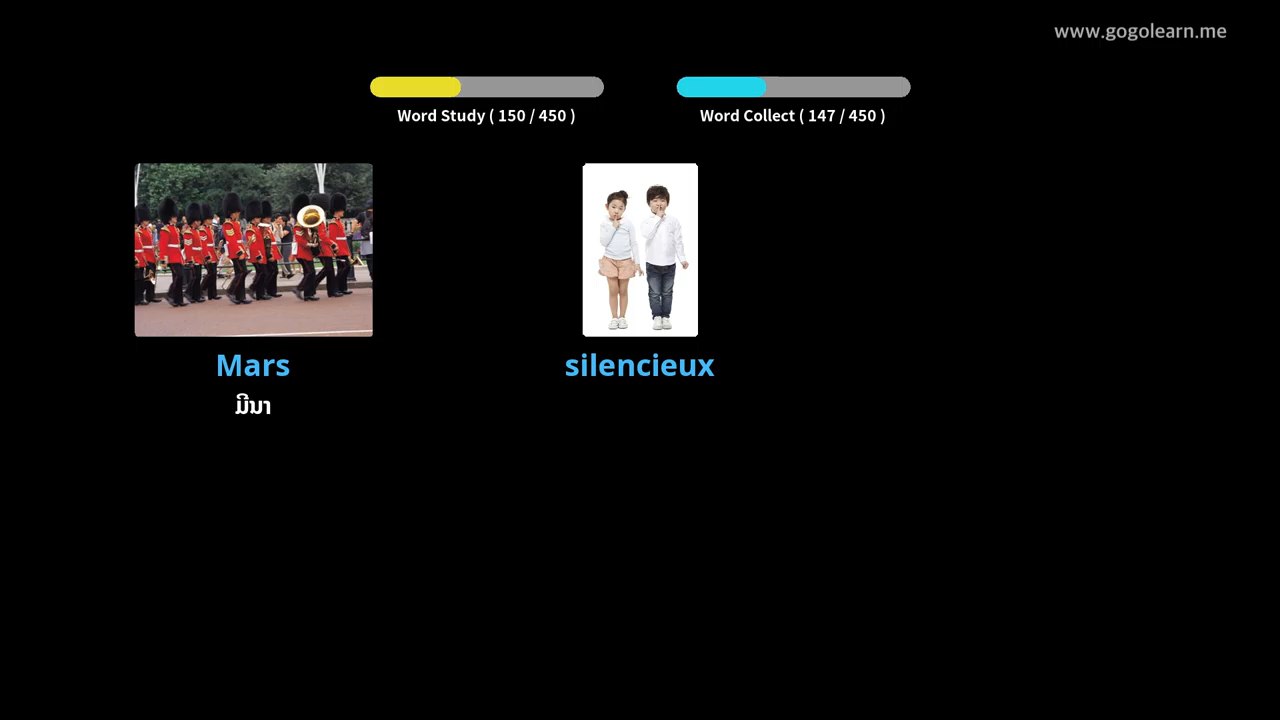 www.gogolearn.me
Word Study ( 150 / 450 )
Word Collect ( 147 / 450 )
Mars
silencieux
ມີນາ